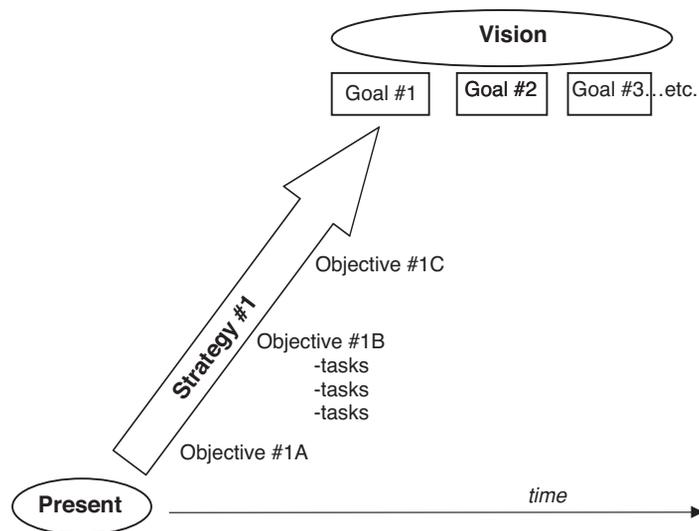 Vision
Goal #1
Goal #2
Goal #3...etc.
Objective #1C
Strategy #1
Objective #1B
-tasks
-tasks
-tasks
Objective #1A
Present
time